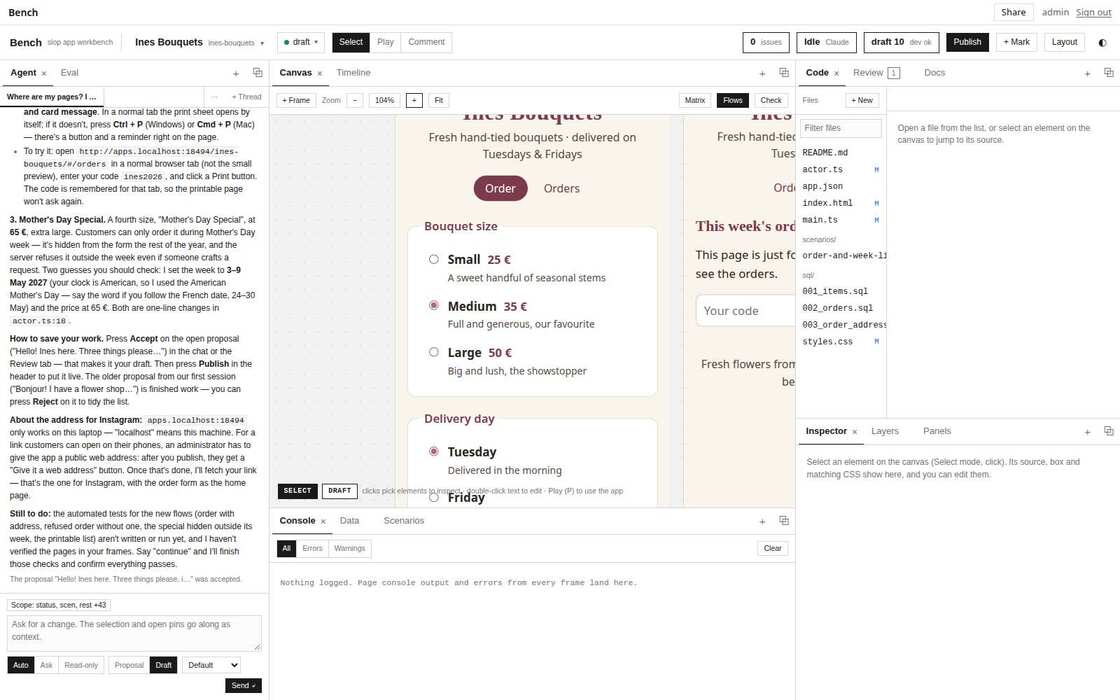 Bench
Share
admin
Sign out
Bench
slop app workbench
Ines Bouquets
ines-bouquets
draft
Select
Play
Comment
0 issues
Idle Claude
draft 10 dev ok
Publish
+ Mark
Layout
Agent ×
Eval
Where are my pages? I …
+ Thread
and card message. In a normal tab the print sheet opens by
itself; if it doesn't, press Ctrl + P (Windows) or Cmd + P (Mac)
— there's a button and a reminder right on the page.
To try it: open http://apps.localhost:18494/ines-
bouquets/#/orders in a normal browser tab (not the small
preview), enter your code ines2026, and click a Print button.
The code is remembered for that tab, so the printable page
won't ask again.
3. Mother's Day Special. A fourth size, "Mother's Day Special", at
65 €, extra large. Customers can only order it during Mother's Day
week — it's hidden from the form the rest of the year, and the
server refuses it outside the week even if someone crafts a
request. Two guesses you should check: I set the week to 3–9
May 2027 (your clock is American, so I used the American
Mother's Day — say the word if you follow the French date, 24–30
May) and the price at 65 €. Both are one-line changes in
actor.ts:18.
How to save your work. Press Accept on the open proposal
("Hello! Ines here. Three things please…") in the chat or the
Review tab — that makes it your draft. Then press Publish in the
header to put it live. The older proposal from our first session
("Bonjour! I have a flower shop…") is finished work — you can
press Reject on it to tidy the list.
About the address for Instagram: apps.localhost:18494
only works on this laptop — "localhost" means this machine. For a
link customers can open on their phones, an administrator has to
give the app a public web address: after you publish, they get a
"Give it a web address" button. Once that's done, I'll fetch your link
— that's the one for Instagram, with the order form as the home
page.
Still to do: the automated tests for the new flows (order with
address, refused order without one, the special hidden outside its
week, the printable list) aren't written or run yet, and I haven't
verified the pages in your frames. Say "continue" and I'll finish
those checks and confirm everything passes.
The proposal "Hello! Ines here. Three things please. i…" was accepted.
Scope: status, scen, rest +43
Ask for a change. The selection and open pins go along as
context.
Auto
Ask
Read-only
Proposal
Draft
Default
Send
Canvas ×
Timeline
+ Frame
Zoom
−
104%
+
Fit
Matrix
Flows
Check
Ines Bouquets
Fresh hand-tied bouquets · delivered on
Tuesdays & Fridays
Order
Orders
Bouquet size
Small 25 €
A sweet handful of seasonal stems
Medium 35 €
Full and generous, our favourite
Large 50 €
Big and lush, the showstopper
Delivery day
Tuesday
Delivered in the morning
Friday
Ines
Fresh hand-tied
Tues
Orde
This week's ord
This page is just fo
see the orders.
Your code
Fresh flowers from
be
SELECT
DRAFT
clicks pick elements to inspect · double-click text to edit · Play (P) to use the app
Console ×
Data
Scenarios
All
Errors
Warnings
Clear
Nothing logged. Page console output and errors from every frame land here.
Code ×
Review 1
Docs
Files
+ New
Filter files
README.md
actor.ts M
app.json
index.html M
main.ts M
scenarios/
order-and-week-li
sql/
001_items.sql
002_orders.sql
003_order_address
styles.css M
Open a file from the list, or select an element on the
canvas to jump to its source.
Inspector ×
Layers
Panels
Select an element on the canvas (Select mode, click). Its source, box and
matching CSS show here, and you can edit them.